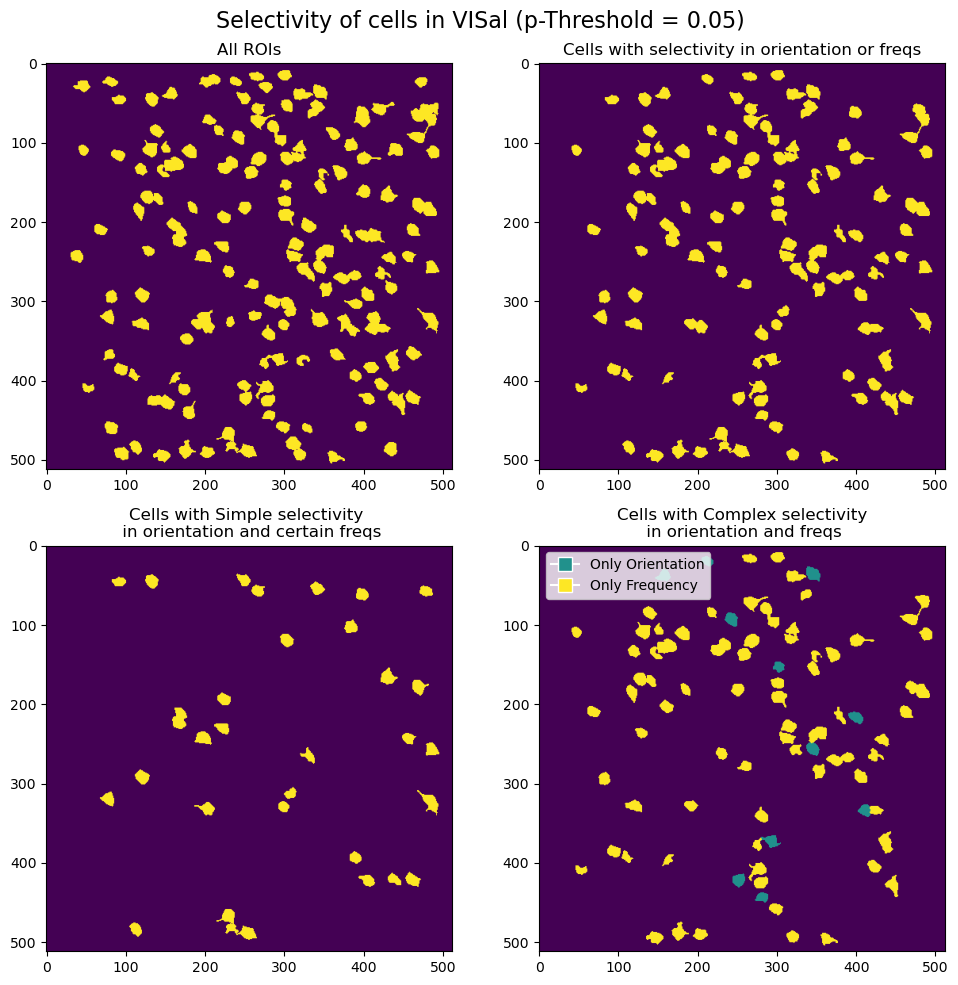 Selectivity of cells in VISal (p-Threshold = 0.05)
All ROIs
0
100
200
300
400
500
0 100 200 300 400 500
Cells with selectivity in orientation or freqs
0
100
200
300
400
500
0 100 200 300 400 500
Cells with Simple selectivity
in orientation and certain freqs
0
100
200
300
400
500
0 100 200 300 400 500
Cells with Complex selectivity
in orientation and freqs
Only Orientation
Only Frequency
0
100
200
300
400
500
0 100 200 300 400 500